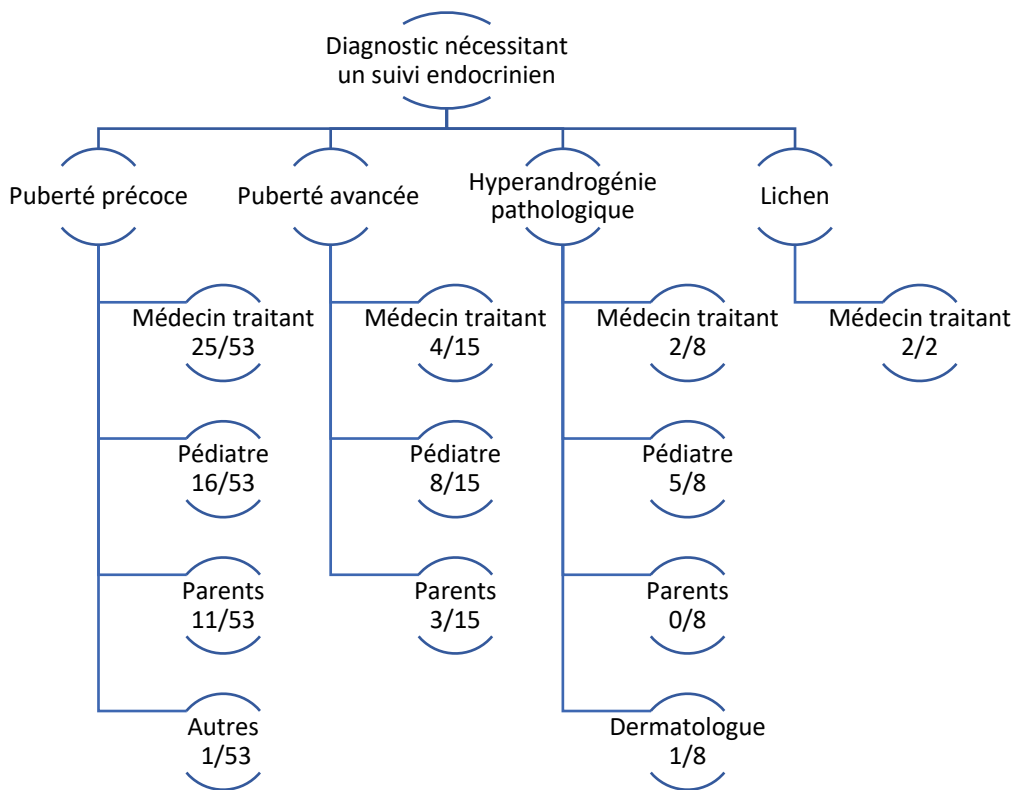 Diagnostic nécessitant
un suivi endocrinien
Puberté précoce
Médecin traitant
25/53
Pédiatre
16/53
Parents
11/53
Autres
1/53
Puberté avancée
Médecin traitant
4/15
Pédiatre
8/15
Parents
3/15
Hyperandrogénie
pathologique
Médecin traitant
2/8
Pédiatre
5/8
Parents
0/8
Dermatologue
1/8
Lichen
Médecin traitant
2/2